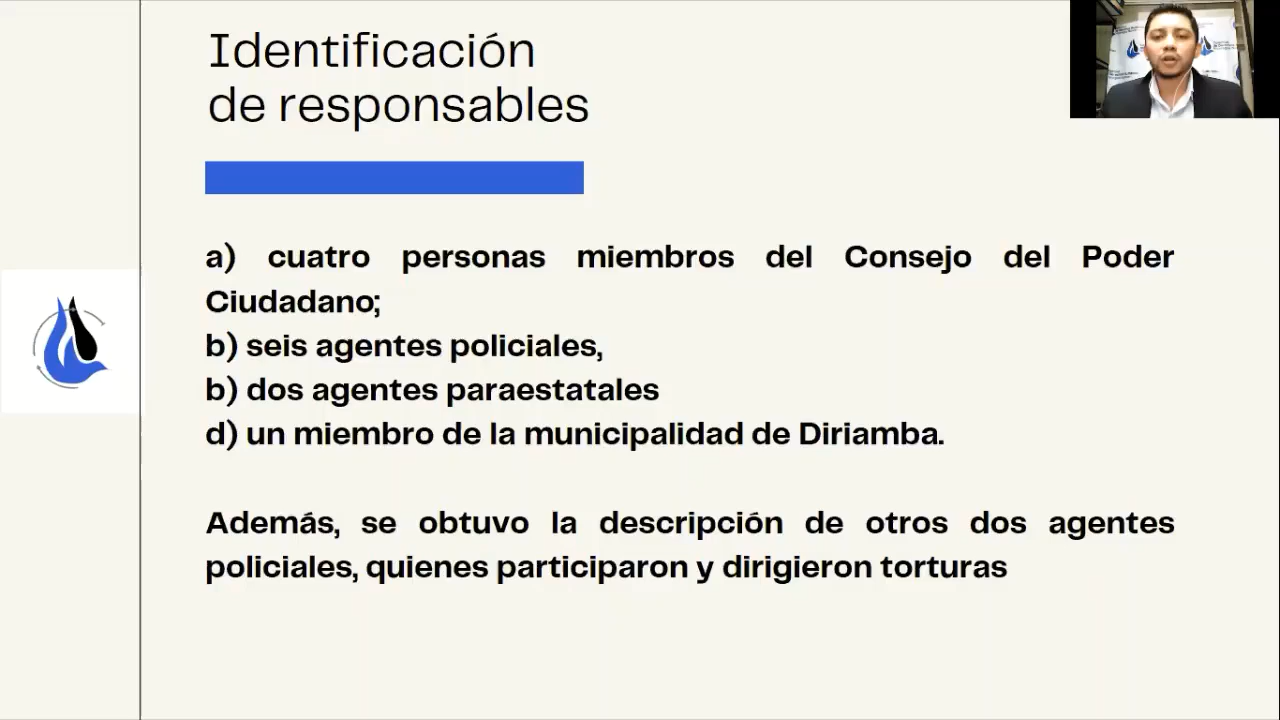 Identificación
de responsables
a) cuatro personas miembros del Consejo del Poder
Ciudadano;
b) seis agentes policiales,
b) dos agentes paraestatales
d) un miembro de la municipalidad de Diriamba.
Además, se obtuvo la descripción de otros dos agentes
policiales, quienes participaron y dirigieron torturas